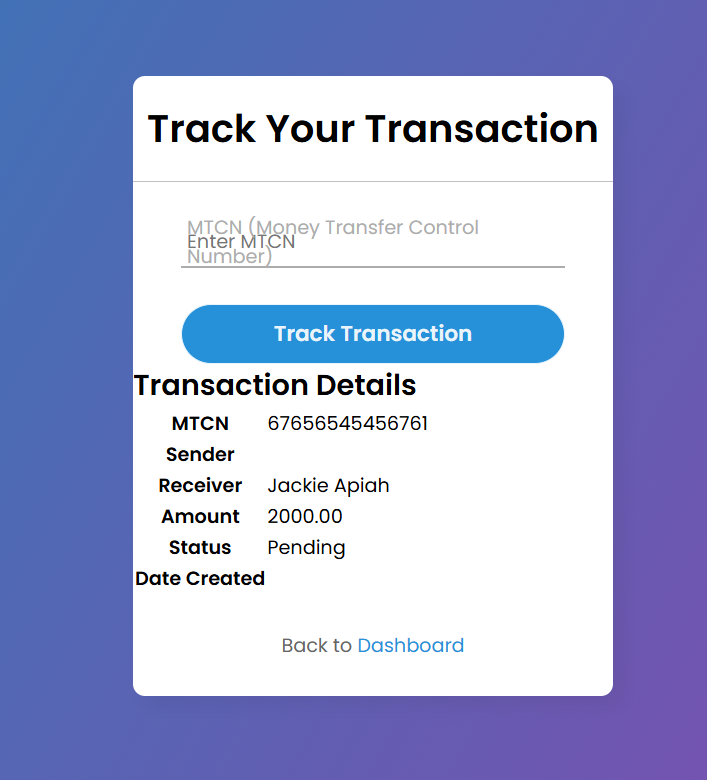 Track Your Transaction
MTCN (Money Transfer Control
Enter MTCN
Number)
Track Transaction
Transaction Details
MTCN 67656545456761
Sender
Receiver Jackie Apiah
Amount 2000.00
Status Pending
Date Created
Back to Dashboard